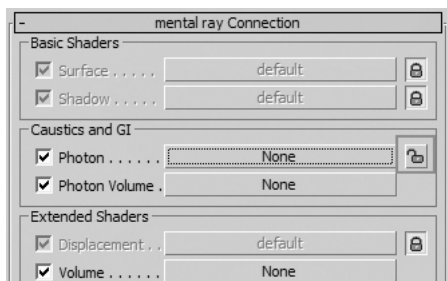 - mental ray Connection
Basic Shaders
Surface . . . . . default
Shadow . . . . . default
Caustics and GI
Photon . . . . . . None
Photon Volume . None
Extended Shaders
Displacement . . default
Volume . . . . . . None